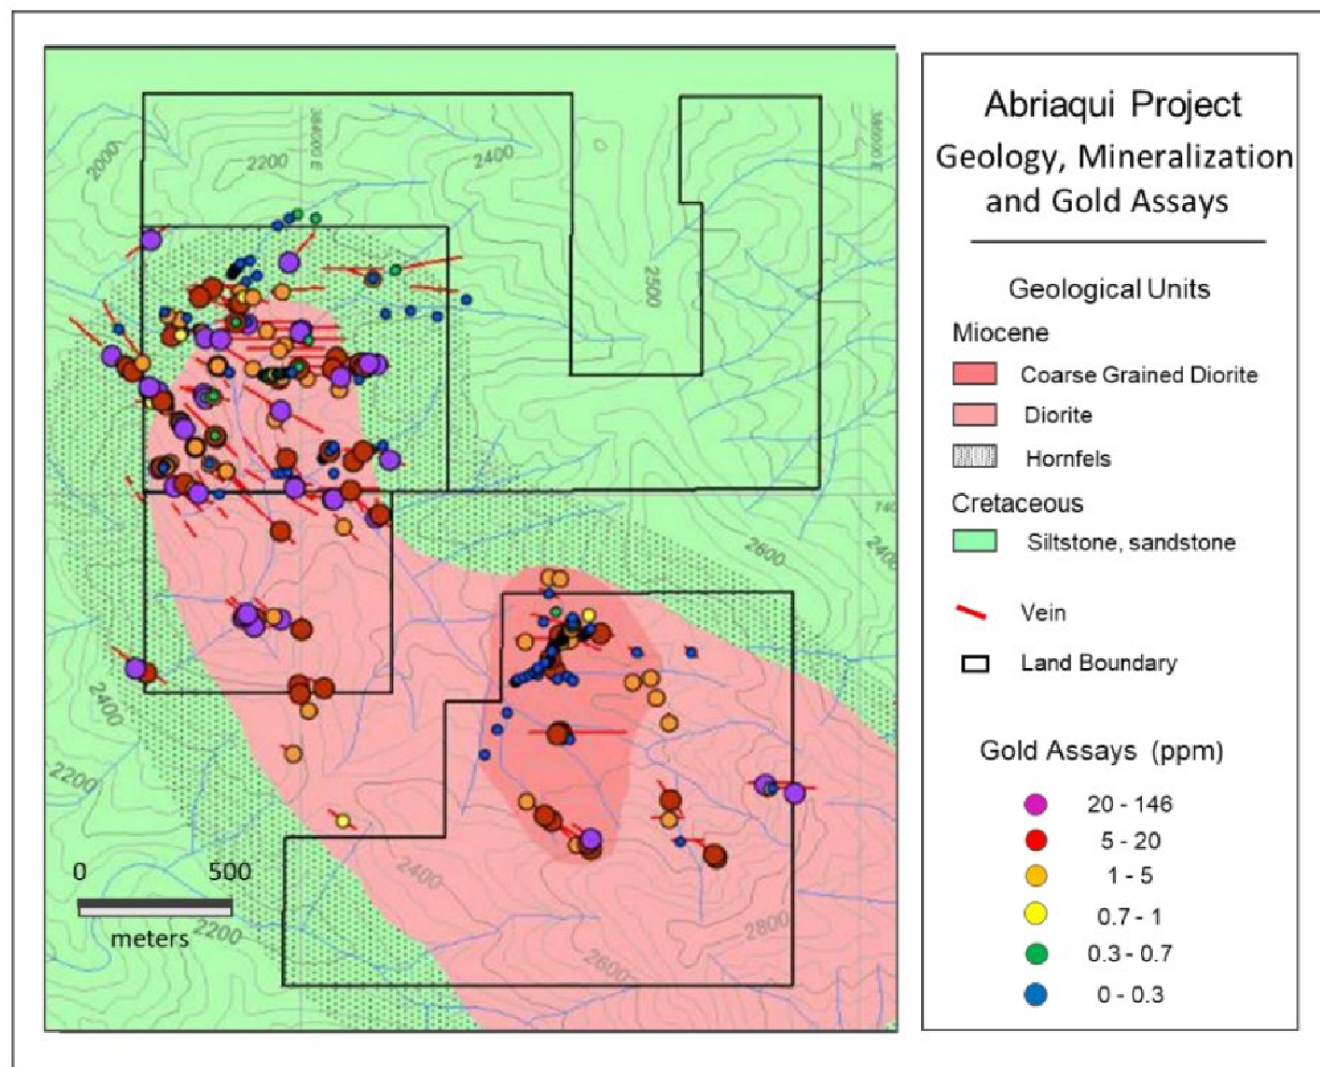 Abriaqui Project
Geology, Mineralization
and Gold Assays
Geological Units
Miocene
Coarse Grained Diorite
Diorite
Hornfels
Cretaceous
Siltstone, sandstone
Vein
Land Boundary
Gold Assays (ppm)
20 - 146
5 - 20
1 - 5
0.7 - 1
0.3 - 0.7
0 - 0.3
2000
2200
384000 E
2400
2500
2600
2400
2200
2400
2200
2600
2800
0 500
meters